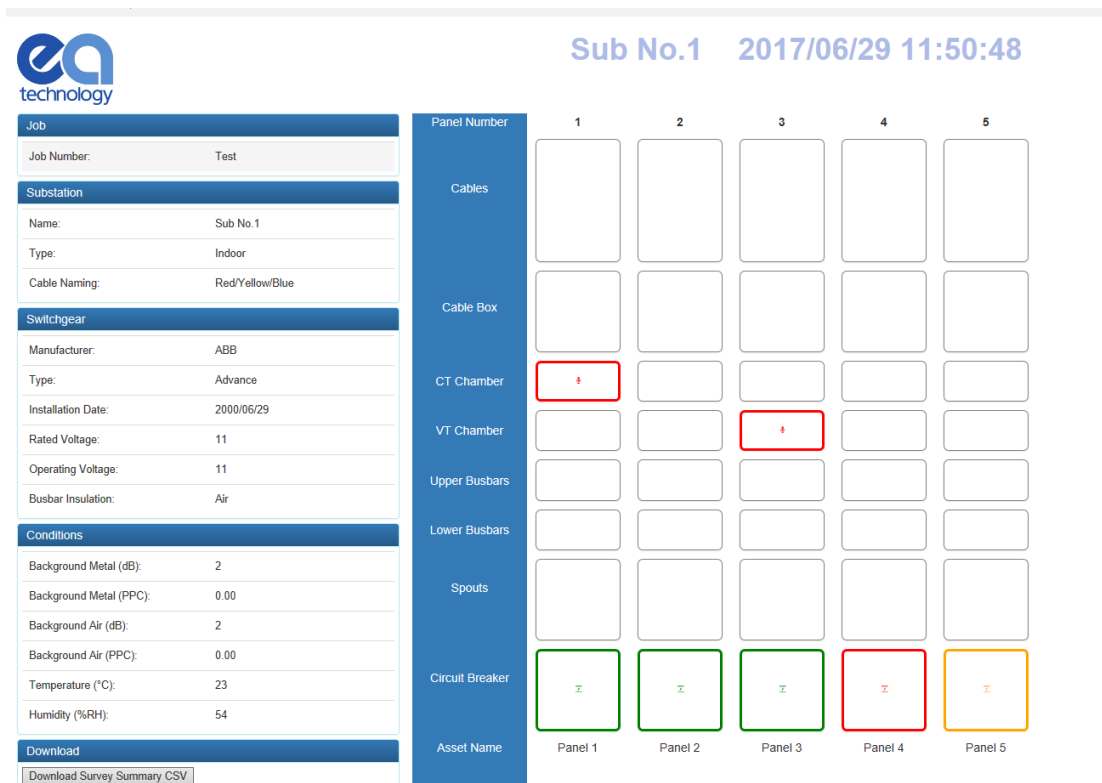 ea
technology
Sub No.1 2017/06/29 11:50:48
Job
Job Number: Test
Substation
Name: Sub No.1
Type: Indoor
Cable Naming: Red/Yellow/Blue
Switchgear
Manufacturer: ABB
Type: Advance
Installation Date: 2000/06/29
Rated Voltage: 11
Operating Voltage: 11
Busbar Insulation: Air
Conditions
Background Metal (dB): 2
Background Metal (PPC): 0.00
Background Air (dB): 2
Background Air (PPC): 0.00
Temperature (°C): 23
Humidity (%RH): 54
Download
Download Survey Summary CSV
Panel Number 1 2 3 4 5
Cables
Cable Box
CT Chamber
VT Chamber
Upper Busbars
Lower Busbars
Spouts
Circuit Breaker
Asset Name Panel 1 Panel 2 Panel 3 Panel 4 Panel 5